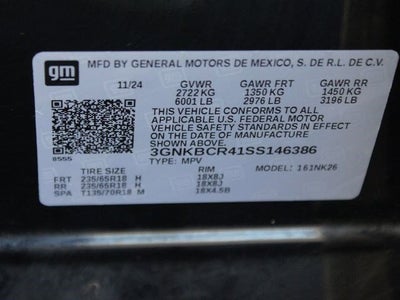 gm
MFD BY GENERAL MOTORS DE MEXICO, S. DE R.L. DE C.V.
11/24 GVWR GAWR FRT GAWR RR
2722 KG 1350 KG 1450 KG
6001 LB 2976 LB 3196 LB
THIS VEHICLE CONFORMS TO ALL
APPLICABLE U.S. FEDERAL MOTOR
VEHICLE SAFETY STANDARDS IN EFFECT
ON THE DATE OF MANUFACTURE
SHOWN ABOVE.
8555 3GNKBCR41SS146386
TYPE: MPV MODEL: 161NK26
TIRE SIZE RIM
FRT 235/65R18 H 18X8J
RR 235/65R18 H 18X8J
SPA T135/70R18 M 18X4.5B